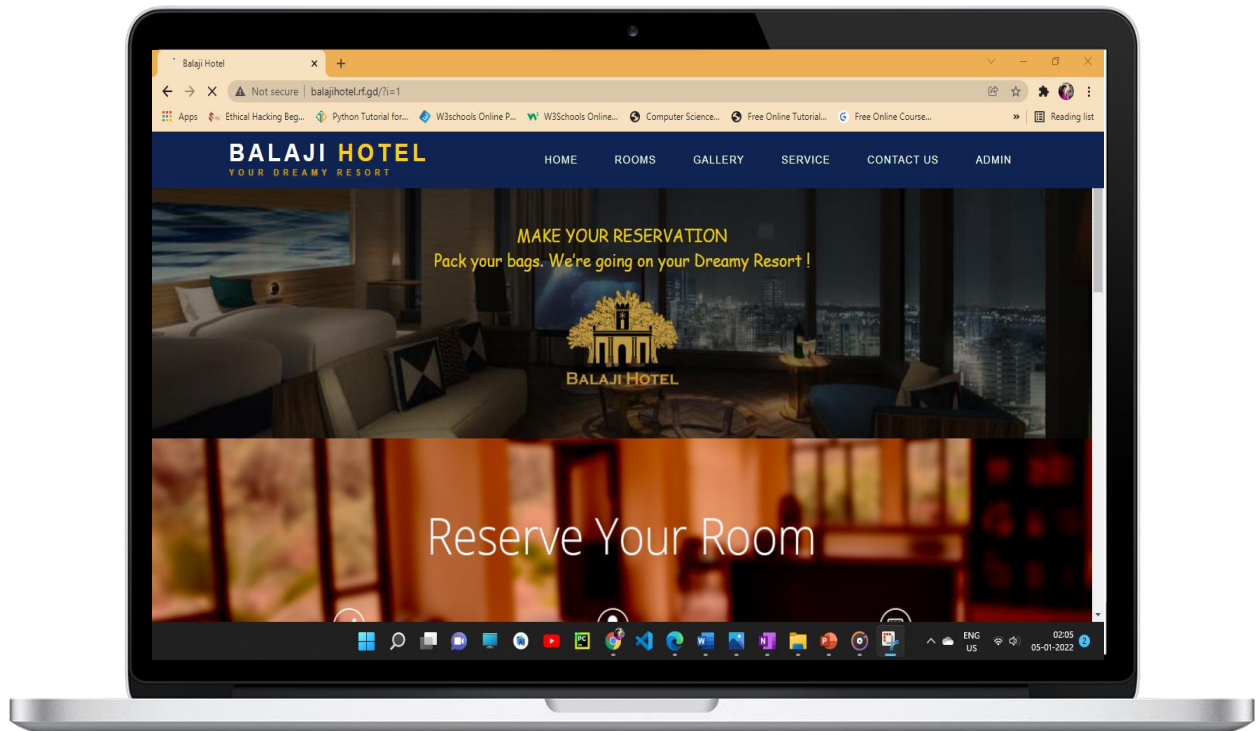 Balaji Hotel
Not secure | balajihotel.rf.gd/?i=1
Apps Ethical Hacking Beg... Python Tutorial for... W3schools Online P... W3Schools Online... Computer Science... Free Online Tutorial... Free Online Course... » Reading list
BALAJI HOTEL
YOUR DREAMY RESORT
HOME ROOMS GALLERY SERVICE CONTACT US ADMIN
MAKE YOUR RESERVATION
Pack your bags. We're going on your Dreamy Resort !
BALAJI HOTEL
Reserve Your Room
ENG
US
02:05
05-01-2022
2